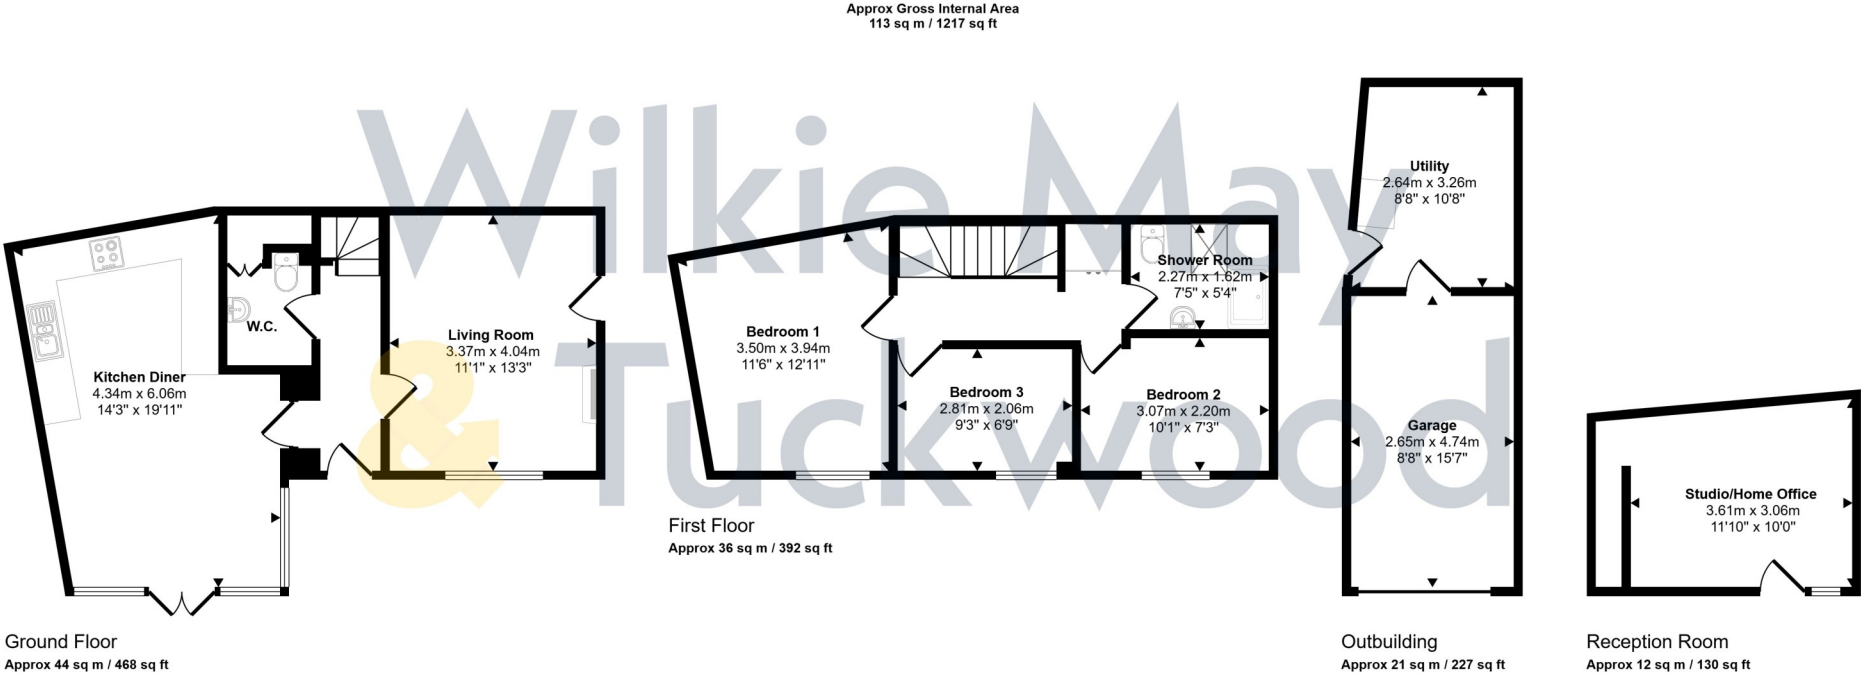 Approx Gross Internal Area
113 sq m / 1217 sq ft
Wilkie May
& Tuckwood
Kitchen Diner
4.34m x 6.06m
14'3" x 19'11"
W.C.
Living Room
3.37m x 4.04m
11'1" x 13'3"
Ground Floor
Approx 44 sq m / 468 sq ft
Bedroom 1
3.50m x 3.94m
11'6" x 12'11"
Bedroom 3
2.81m x 2.06m
9'3" x 6'9"
Shower Room
2.27m x 1.62m
7'5" x 5'4"
Bedroom 2
3.07m x 2.20m
10'1" x 7'3"
First Floor
Approx 36 sq m / 392 sq ft
Utility
2.64m x 3.26m
8'8" x 10'8"
Garage
2.65m x 4.74m
8'8" x 15'7"
Outbuilding
Approx 21 sq m / 227 sq ft
Studio/Home Office
3.61m x 3.06m
11'10" x 10'0"
Reception Room
Approx 12 sq m / 130 sq ft